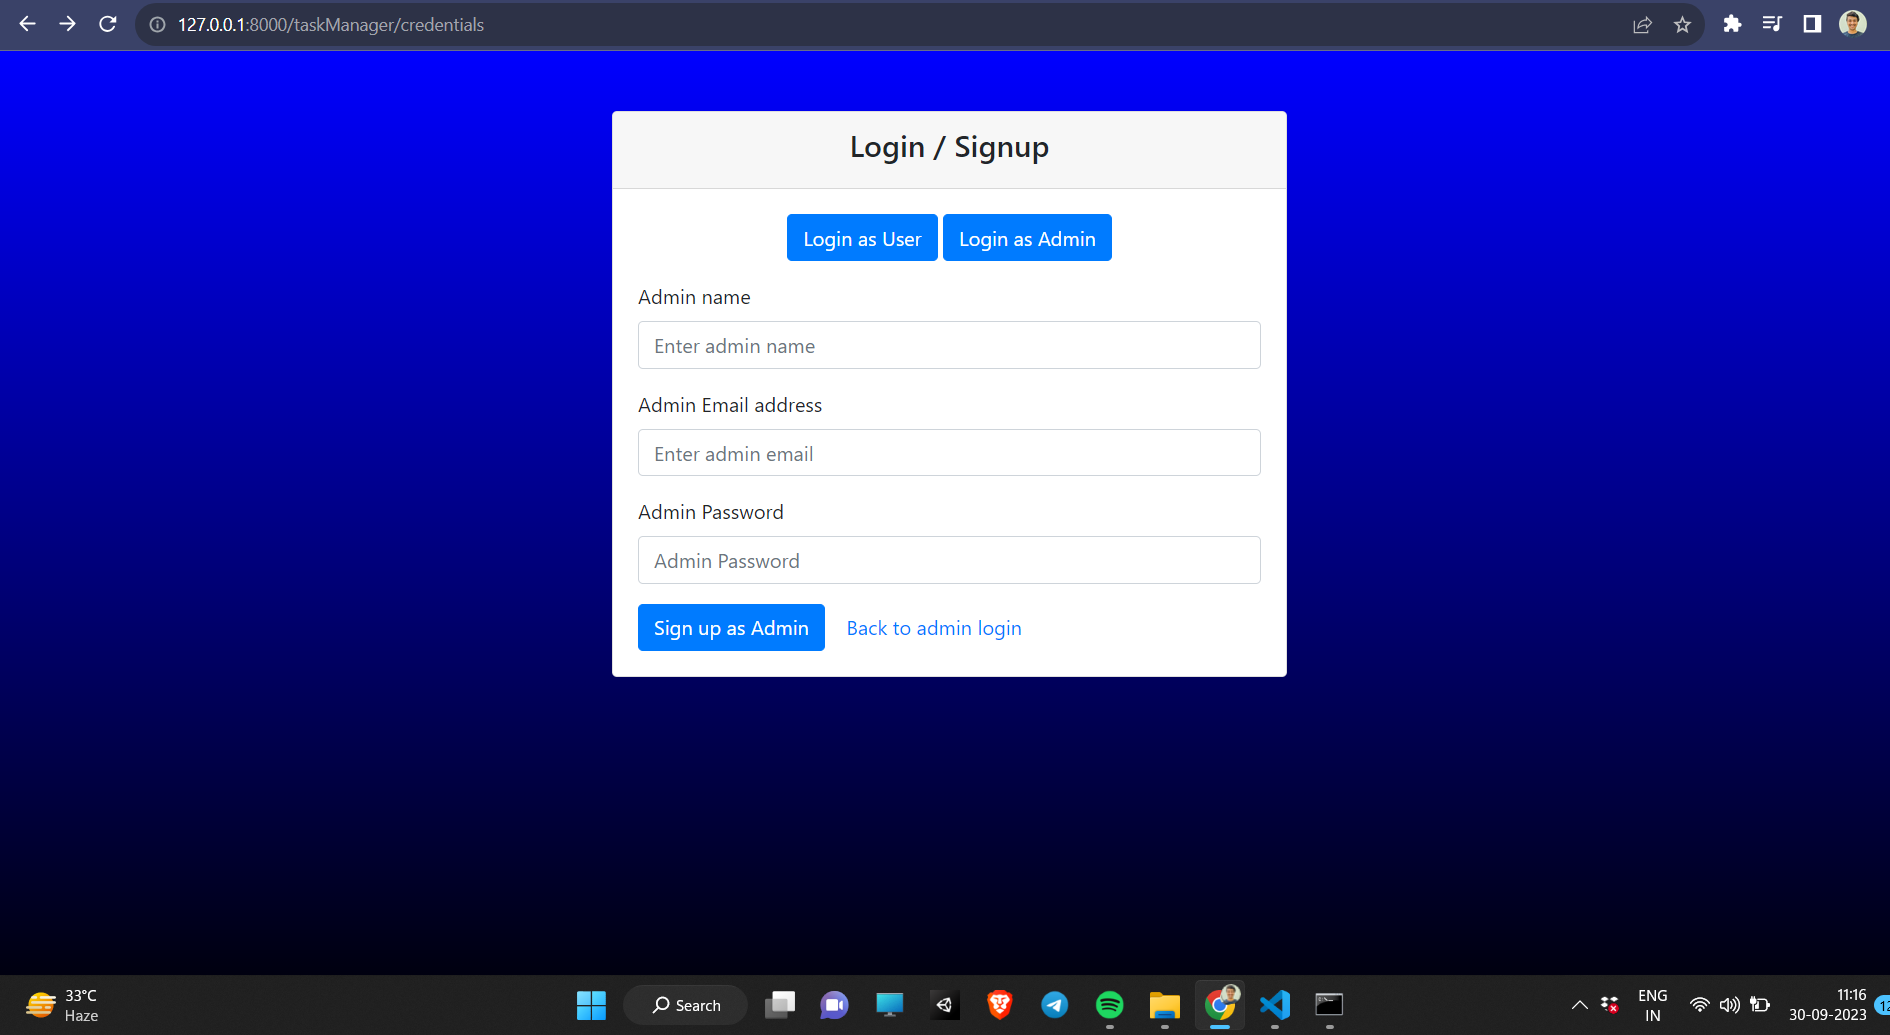 127.0.0.1:8000/taskManager/credentials
Login / Signup
Login as User
Login as Admin
Admin name
Enter admin name
Admin Email address
Enter admin email
Admin Password
Admin Password
Sign up as Admin
Back to admin login
33°C
Haze
Search
ENG
IN
11:16
30-09-2023
12